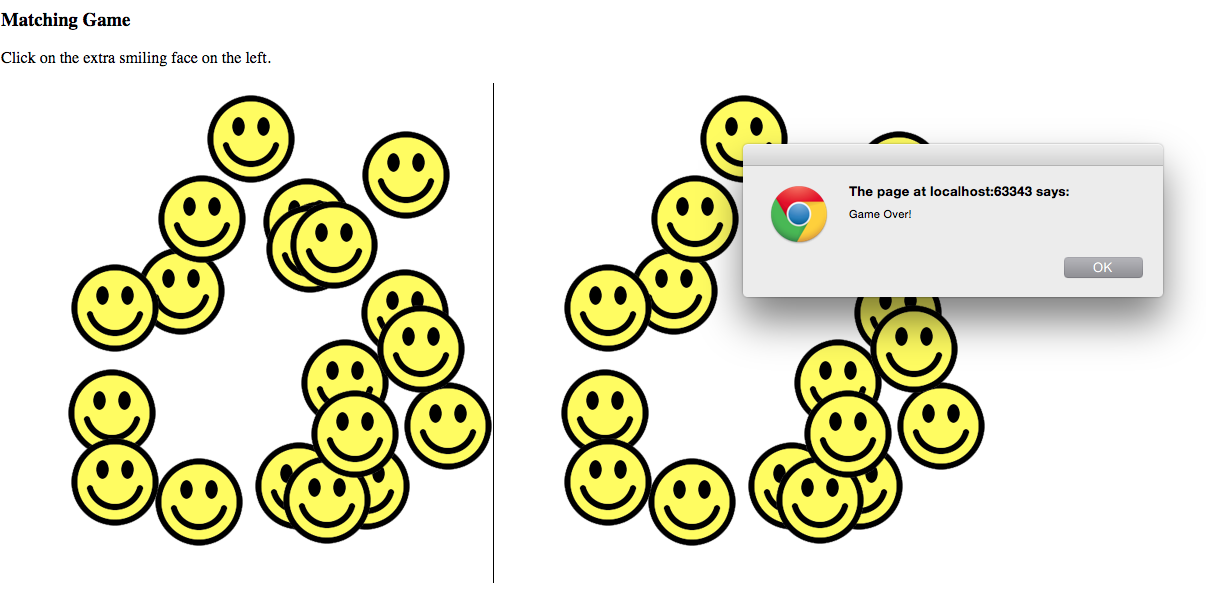 Matching Game
Click on the extra smiling face on the left.
The page at localhost:63343 says:
Game Over!
OK